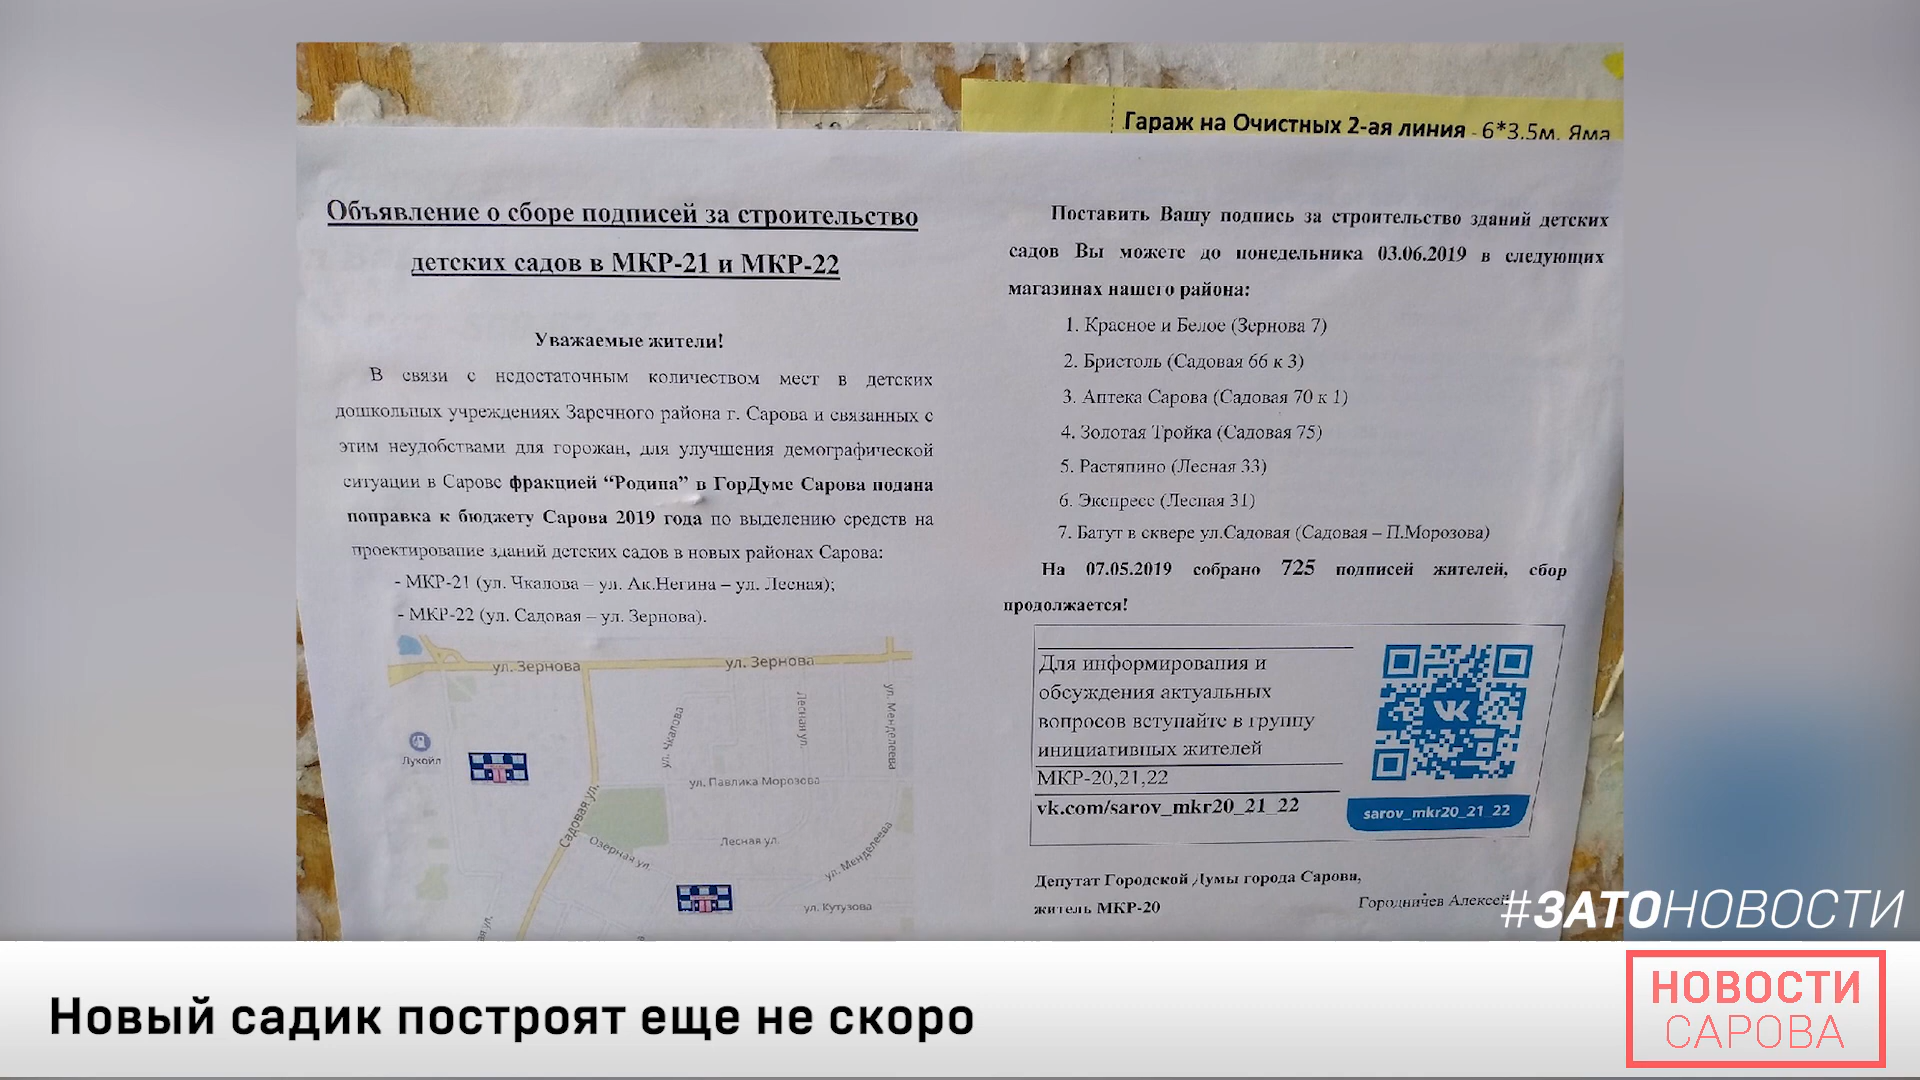 Гараж на Очистных 2-ая линия - 6*3.5м. Яма
Объявление о сборе подписей за строительство
детских садов в МКР-21 и МКР-22
Уважаемые жители!
В связи с недостаточным количеством мест в детских
дошкольных учреждениях Заречного района г. Сарова и связанных с
этим неудобствами для горожан, для улучшения демографической
ситуации в Сарове фракцией “Родина” в ГорДуме Сарова подана
поправка к бюджету Сарова 2019 года по выделению средств на
проектирование зданий детских садов в новых районах Сарова:
- МКР-21 (ул. Чкалова – ул. Ак.Негина – ул. Лесная);
- МКР-22 (ул. Садовая – ул. Зернова).
ул. Зернова
ул. Зернова
ул. Чкалова
Лесная ул.
ул. Менделеева
Лукойл
ул. Павлика Морозова
Садовая ул.
Озёрная ул.
Лесная ул.
ул. Менделеева
ул. Кутузова
Поставить Вашу подпись за строительство зданий детских
садов Вы можете до понедельника 03.06.2019 в следующих
магазинах нашего района:
1. Красное и Белое (Зернова 7)
2. Бристоль (Садовая 66 к 3)
3. Аптека Сарова (Садовая 70 к 1)
4. Золотая Тройка (Садовая 75)
5. Растяпино (Лесная 33)
6. Экспресс (Лесная 31)
7. Батут в сквере ул.Садовая (Садовая – П.Морозова)
На 07.05.2019 собрано 725 подписей жителей, сбор
продолжается!
Для информирования и
обсуждения актуальных
вопросов вступайте в группу
инициативных жителей
МКР-20,21,22
vk.com/sarov_mkr20_21_22
sarov_mkr20_21_22
Депутат Городской Думы города Сарова,
житель МКР-20
Городничев Алексей
#ЗАТОНОВОСТИ
Новый садик построят еще не скоро
НОВОСТИ
САРОВА